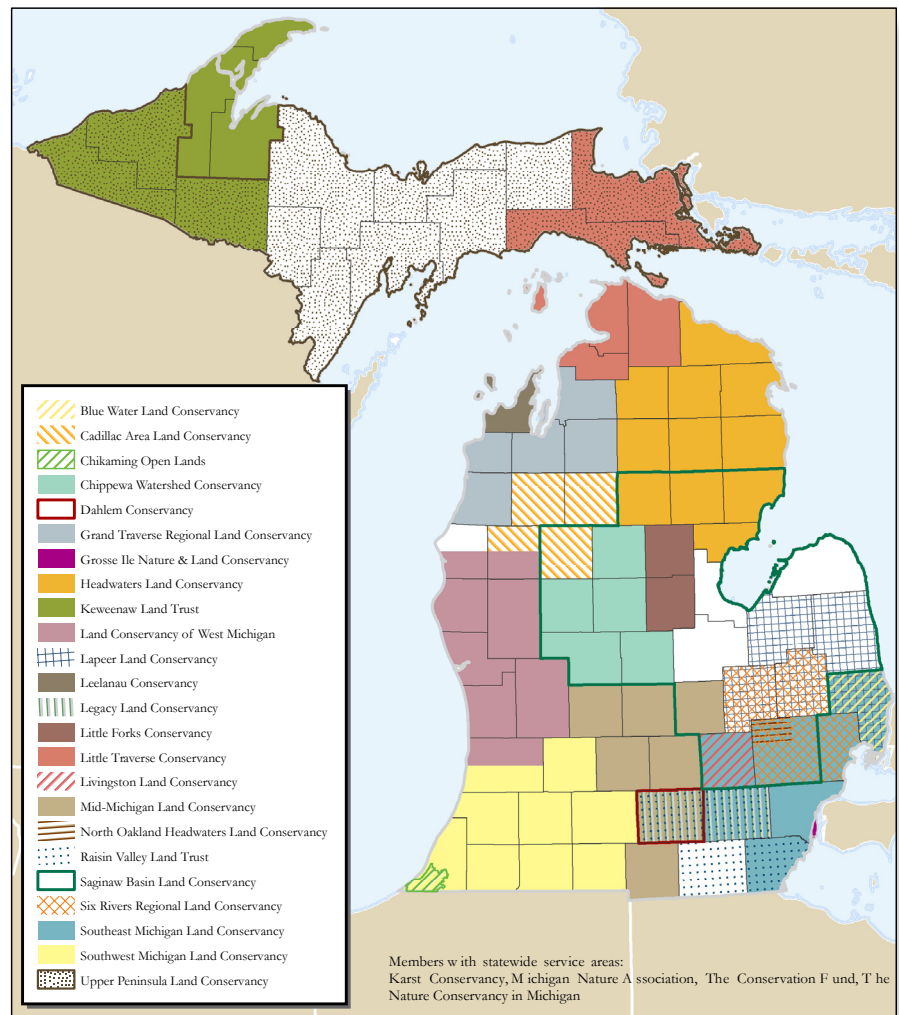 Blue Water Land Conservancy
Cadillac Area Land Conservancy
Chikaming Open Lands
Chippewa Watershed Conservancy
Dahlem Conservancy
Grand Traverse Regional Land Conservancy
Grosse Ile Nature & Land Conservancy
Headwaters Land Conservancy
Keweenaw Land Trust
Land Conservancy of West Michigan
Lapeer Land Conservancy
Leelanau Conservancy
Legacy Land Conservancy
Little Forks Conservancy
Little Traverse Conservancy
Livingston Land Conservancy
Mid-Michigan Land Conservancy
North Oakland Headwaters Land Conservancy
Raisin Valley Land Trust
Saginaw Basin Land Conservancy
Six Rivers Regional Land Conservancy
Southeast Michigan Land Conservancy
Southwest Michigan Land Conservancy
Upper Peninsula Land Conservancy
Members with statewide service areas:
Karst Conservancy, Michigan Nature Association, The Conservation Fund, The
Nature Conservancy in Michigan